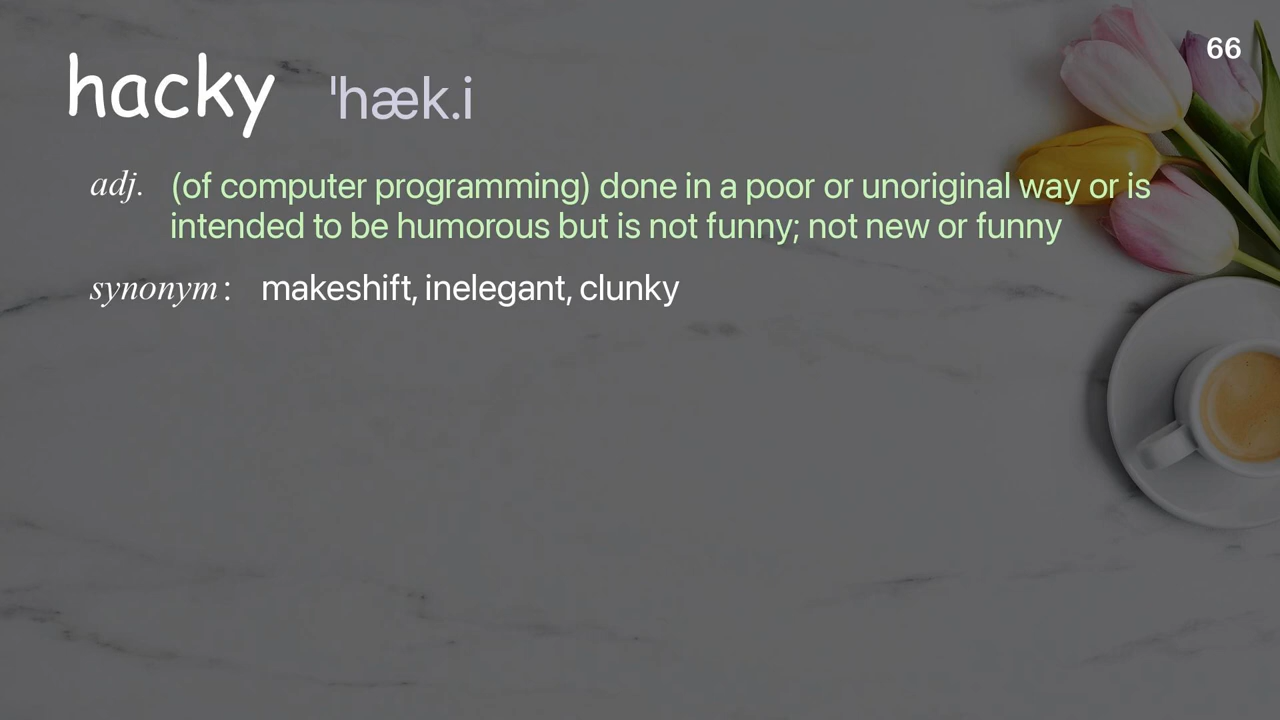 66
hacky ˈhæk.i
adj. (of computer programming) done in a poor or unoriginal way or is
intended to be humorous but is not funny; not new or funny
synonym: makeshift, inelegant, clunky